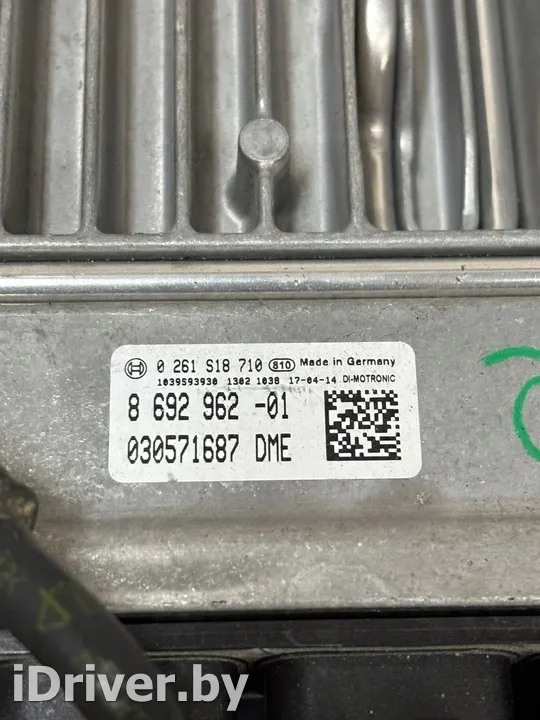 0 261 S18 710 810 Made in Germany
1039S93930 1302 1038 17-04-14 DI-MOTRONIC
8 692 962 -01
030571687 DME
iDriver.by